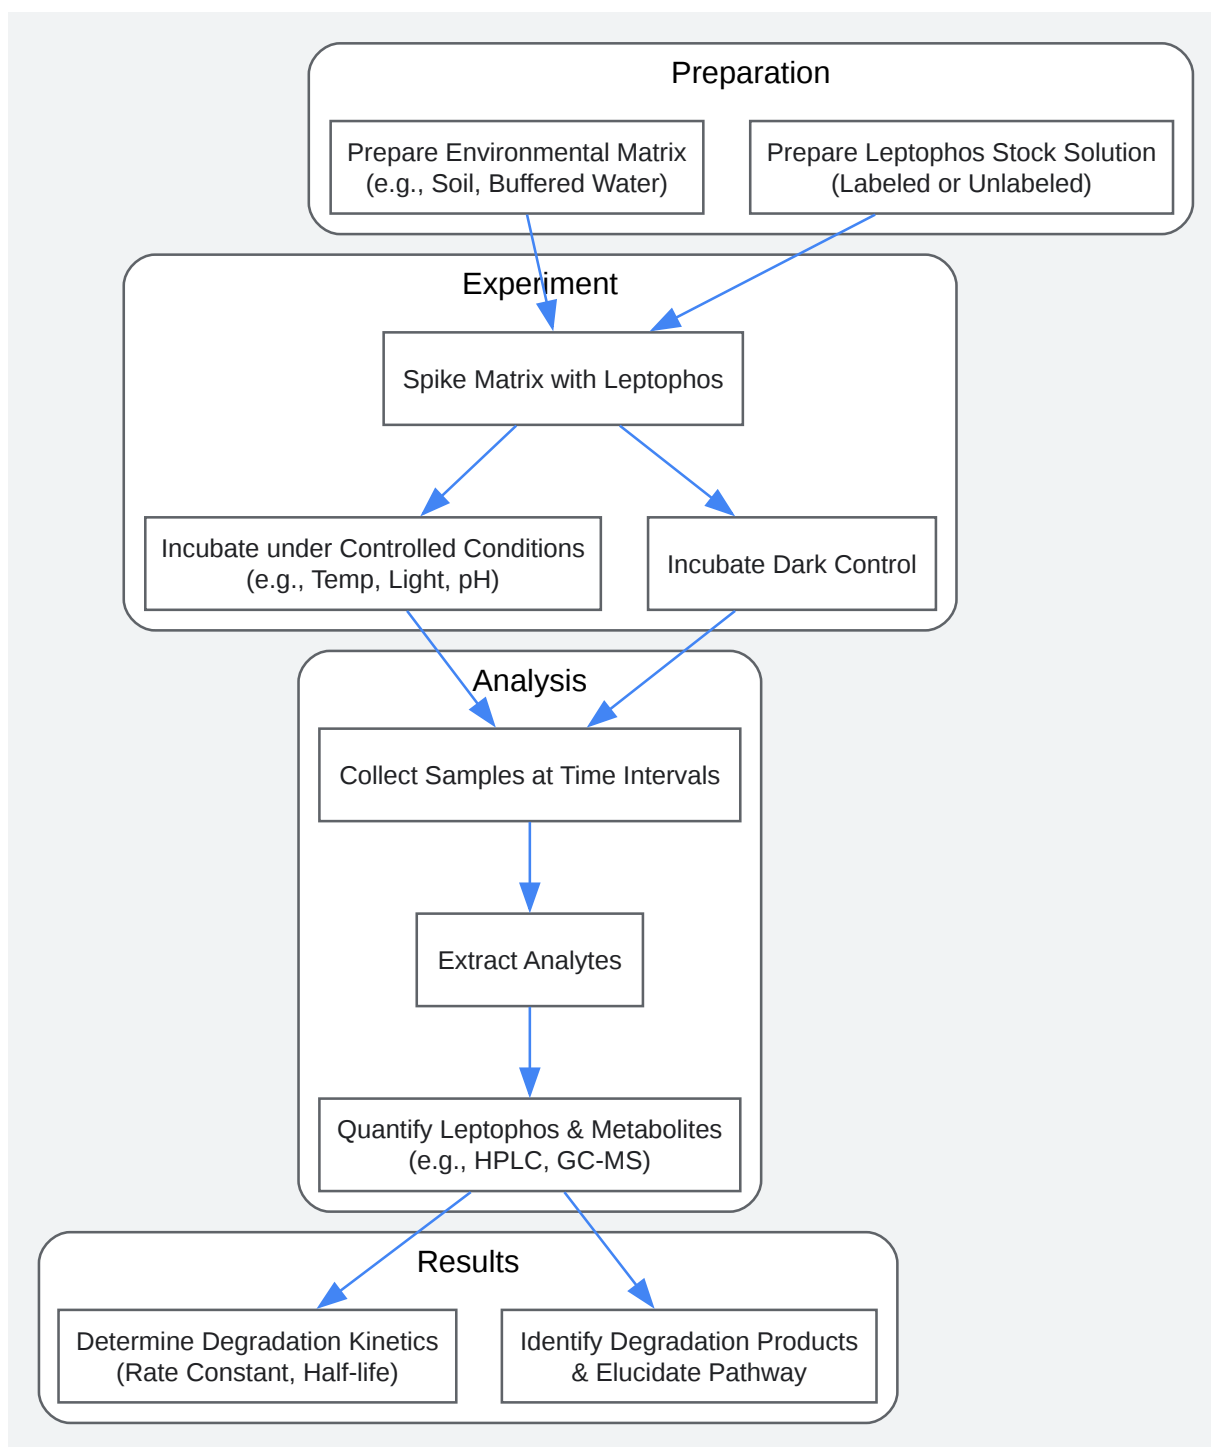 Preparation
Prepare Environmental Matrix
(e.g., Soil, Buffered Water)
Prepare Leptophos Stock Solution
(Labeled or Unlabeled)
Experiment
Spike Matrix with Leptophos
Incubate under Controlled Conditions
(e.g., Temp, Light, pH)
Incubate Dark Control
Analysis
Collect Samples at Time Intervals
Extract Analytes
Quantify Leptophos & Metabolites
(e.g., HPLC, GC-MS)
Results
Determine Degradation Kinetics
(Rate Constant, Half-life)
Identify Degradation Products
& Elucidate Pathway